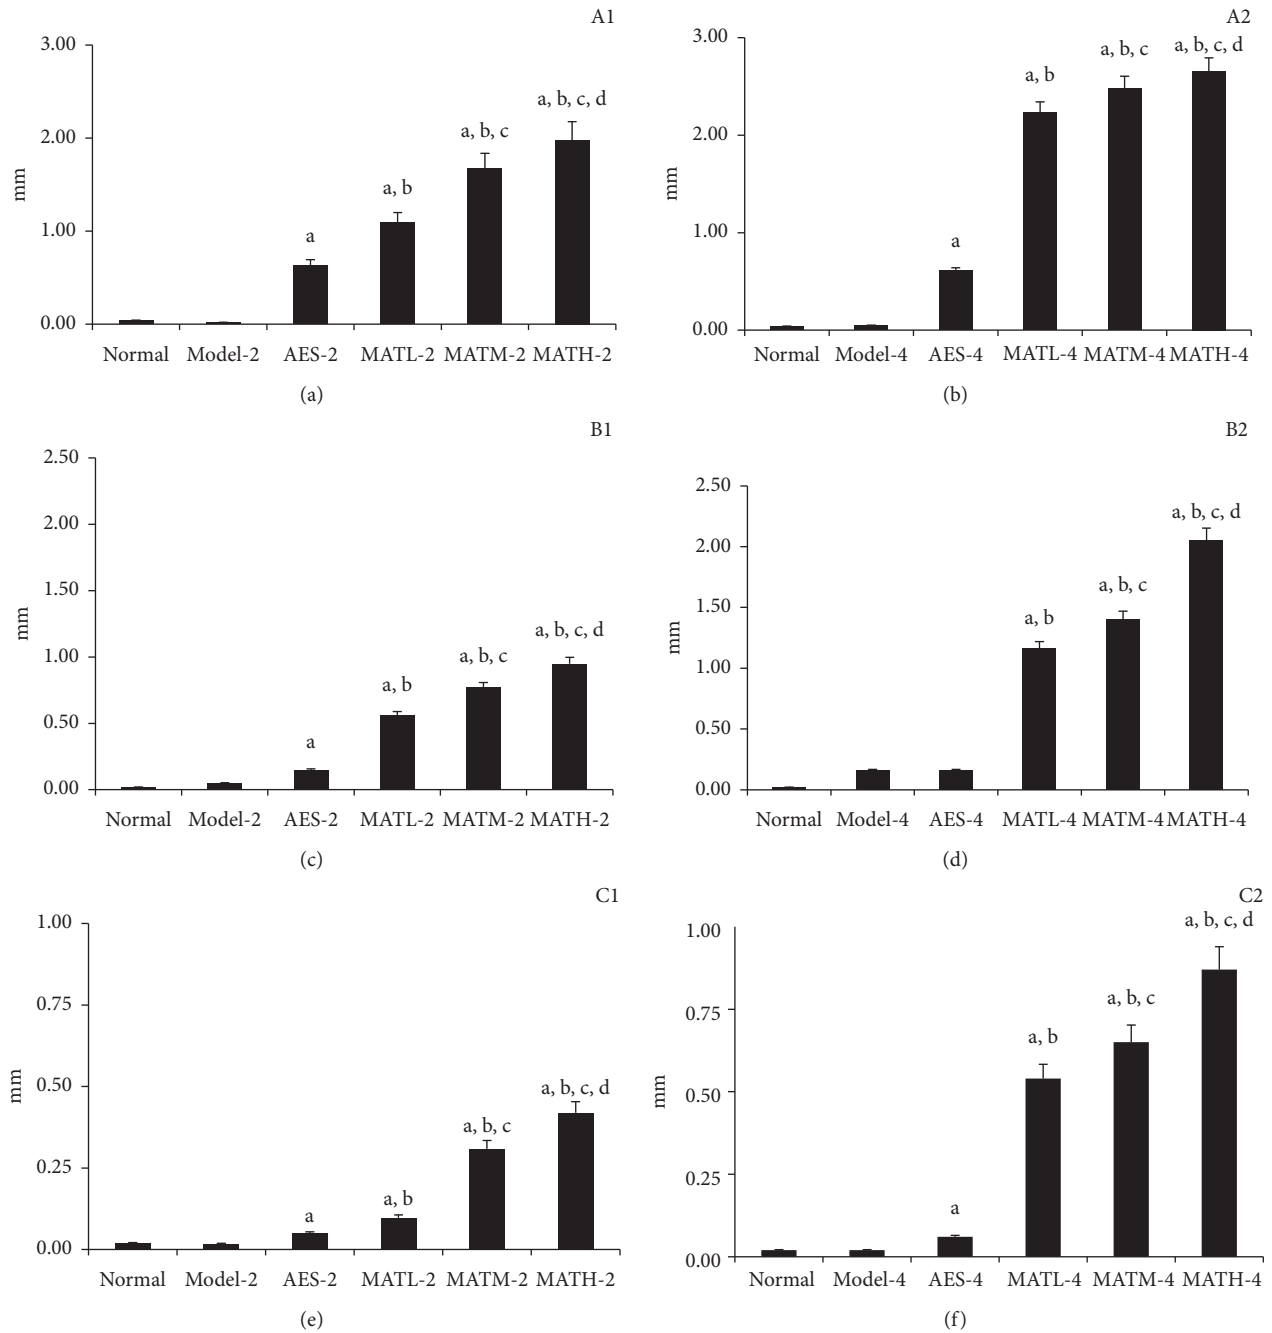 A1
3.00
2.00
1.00
0.00
mm
a
a, b
a, b, c
a, b, c, d
Normal Model-2 AES-2 MATL-2 MATM-2 MATH-2
(a)
A2
3.00
2.00
1.00
0.00
mm
a
a, b
a, b, c
a, b, c, d
Normal Model-4 AES-4 MATL-4 MATM-4 MATH-4
(b)
B1
2.50
2.00
1.50
1.00
0.50
0.00
mm
a
a, b
a, b, c
a, b, c, d
Normal Model-2 AES-2 MATL-2 MATM-2 MATH-2
(c)
B2
2.50
2.00
1.50
1.00
0.50
0.00
mm
a, b
a, b, c
a, b, c, d
Normal Model-4 AES-4 MATL-4 MATM-4 MATH-4
(d)
C1
1.00
0.75
0.50
0.25
0.00
mm
a
a, b
a, b, c
a, b, c, d
Normal Model-2 AES-2 MATL-2 MATM-2 MATH-2
(e)
C2
1.00
0.75
0.50
0.25
0.00
mm
a
a, b
a, b, c
a, b, c, d
Normal Model-4 AES-4 MATL-4 MATM-4 MATH-4
(f)